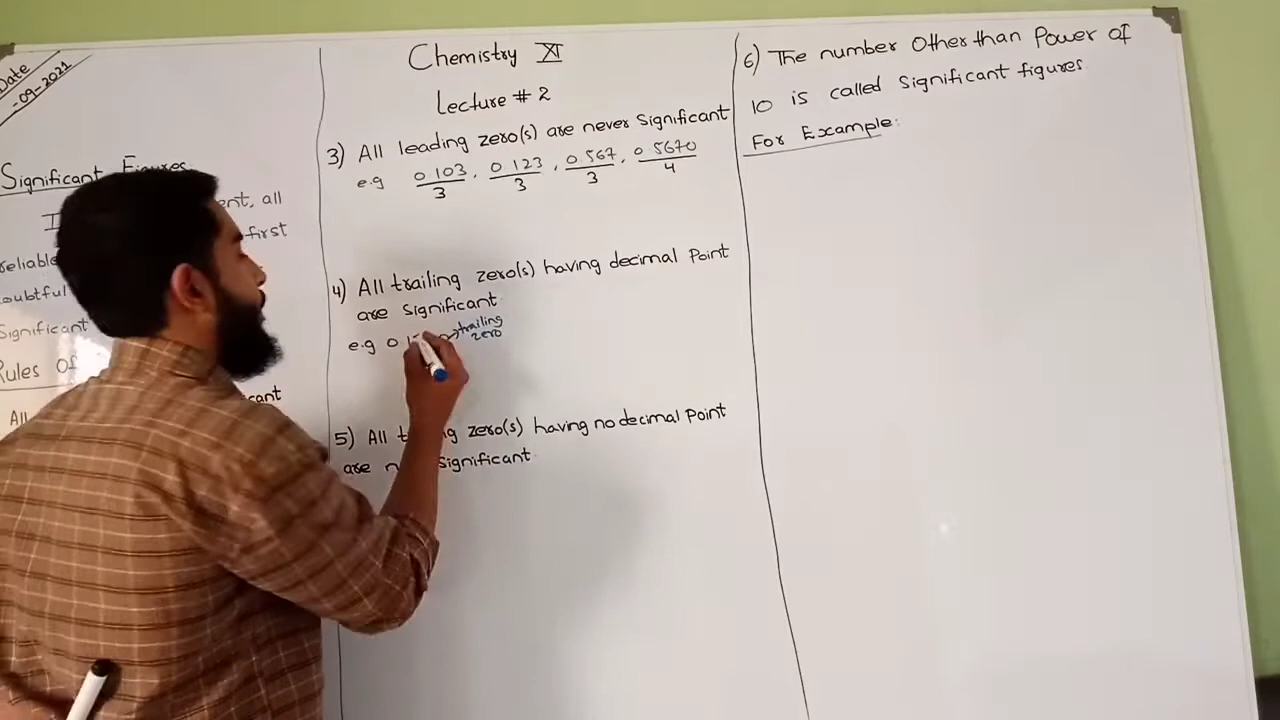 Date
-09-2021
Significant Figures
ent, all
reliable
first
oubtful
Significant
Rules of
cant
All
Chemistry XI
Lecture # 2
3) All leading zero(s) are never Significant
e.g 0.103, 0.123, 0.567, 0.5670
3 3 3 4
4) All trailing zero(s) having decimal Point
are significant
e.g 0.1 trailing
zero
5) All zero(s) having no decimal Point
are significant
6) The number Other than Power of
10 is called Significant figures
For Example: